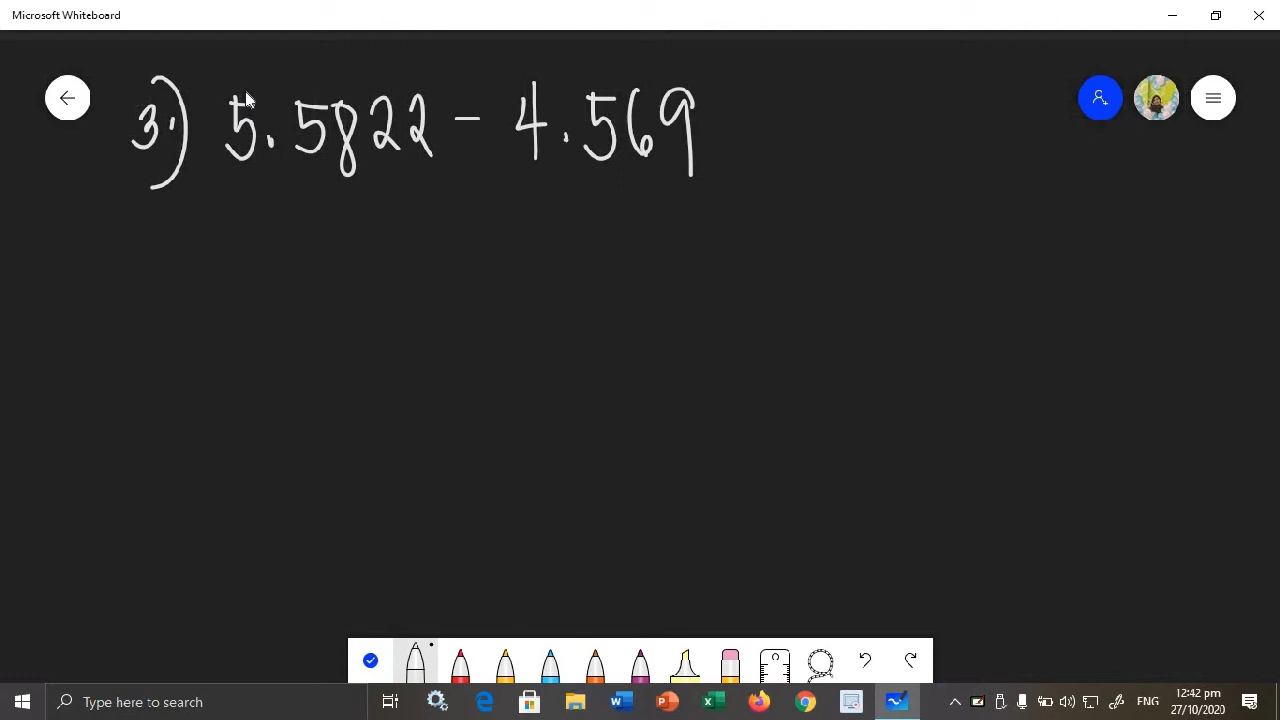 Microsoft Whiteboard
3.) 5.5822 - 4.569
Type here to search
ENG
12:42 pm
27/10/2020